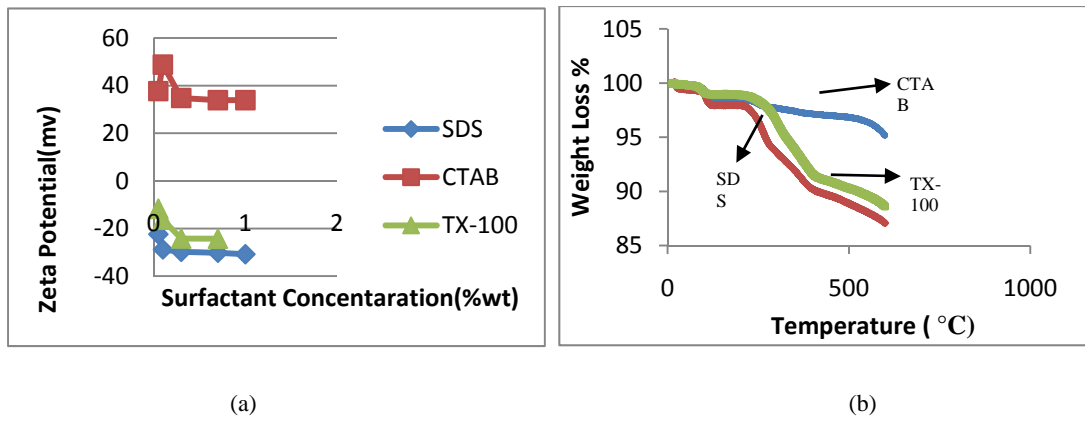 60
40
20
0
-20
-40
0
1
2
Zeta Potential(mv)
Surfactant Concentaration(%wt)
SDS
CTAB
TX-100
(a)
105
100
95
90
85
0
500
1000
Weight Loss %
Temperature ( °C)
CTA
B
SD
S
TX-
100
(b)